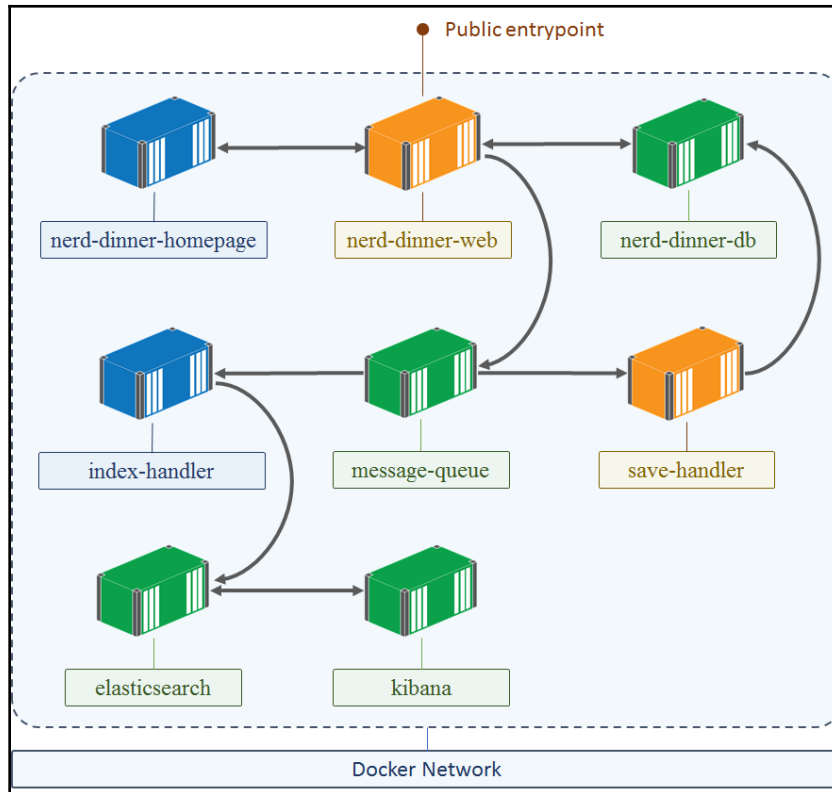 Public entrypoint
nerd-dinner-homepage
nerd-dinner-web
nerd-dinner-db
index-handler
message-queue
save-handler
elasticsearch
kibana
Docker Network